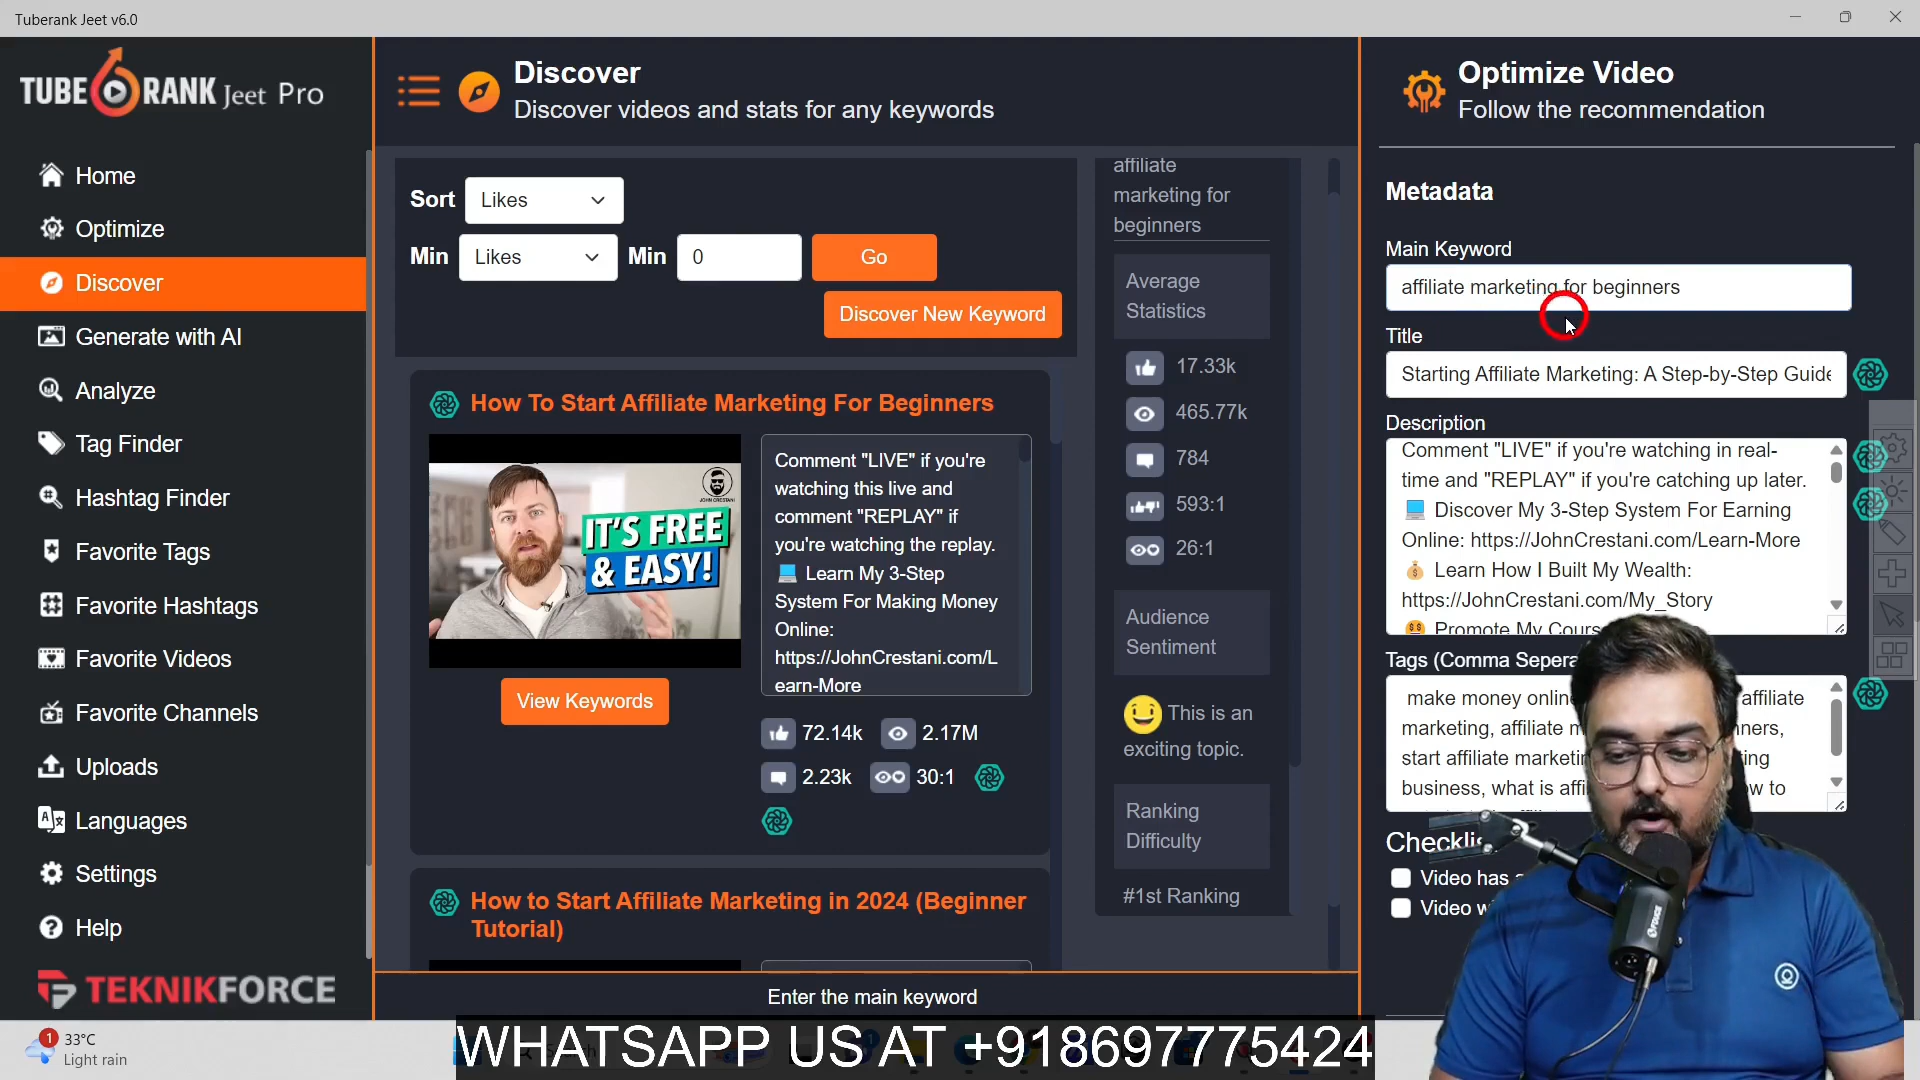 Tuberank Jeet v6.0
TUBE RANK Jeet Pro
Home
Optimize
Discover
Generate with AI
Analyze
Tag Finder
Hashtag Finder
Favorite Tags
Favorite Hashtags
Favorite Videos
Favorite Channels
Uploads
Languages
Settings
Help
TEKNIKFORCE
1
33°C
Light rain
Discover
Discover videos and stats for any keywords
Sort
Likes
Min
Likes
Min
0
Go
Discover New Keyword
How To Start Affiliate Marketing For Beginners
JOHN CRESTANI
IT'S FREE
& EASY!
View Keywords
Comment "LIVE" if you're
watching this live and
comment "REPLAY" if
you're watching the replay.
💻 Learn My 3-Step
System For Making Money
Online:
https://JohnCrestani.com/L
earn-More
72.14k
2.17M
2.23k
30:1
How to Start Affiliate Marketing in 2024 (Beginner
Tutorial)
affiliate
marketing for
beginners
Average
Statistics
17.33k
465.77k
784
593:1
26:1
Audience
Sentiment
This is an
exciting topic.
Ranking
Difficulty
#1st Ranking
Enter the main keyword
Optimize Video
Follow the recommendation
Metadata
Main Keyword
affiliate marketing for beginners
Title
Starting Affiliate Marketing: A Step-by-Step Guide
Description
Comment "LIVE" if you're watching in real-
time and "REPLAY" if you're catching up later.
💻 Discover My 3-Step System For Earning
Online: https://JohnCrestani.com/Learn-More
💰 Learn How I Built My Wealth:
https://JohnCrestani.com/My_Story
🤑 Promote My
Tags (Comma
make money affiliate
marketing, affiliate
start affiliate
business, what is to
Video has
Video
WHATSAPP US AT +918697775424